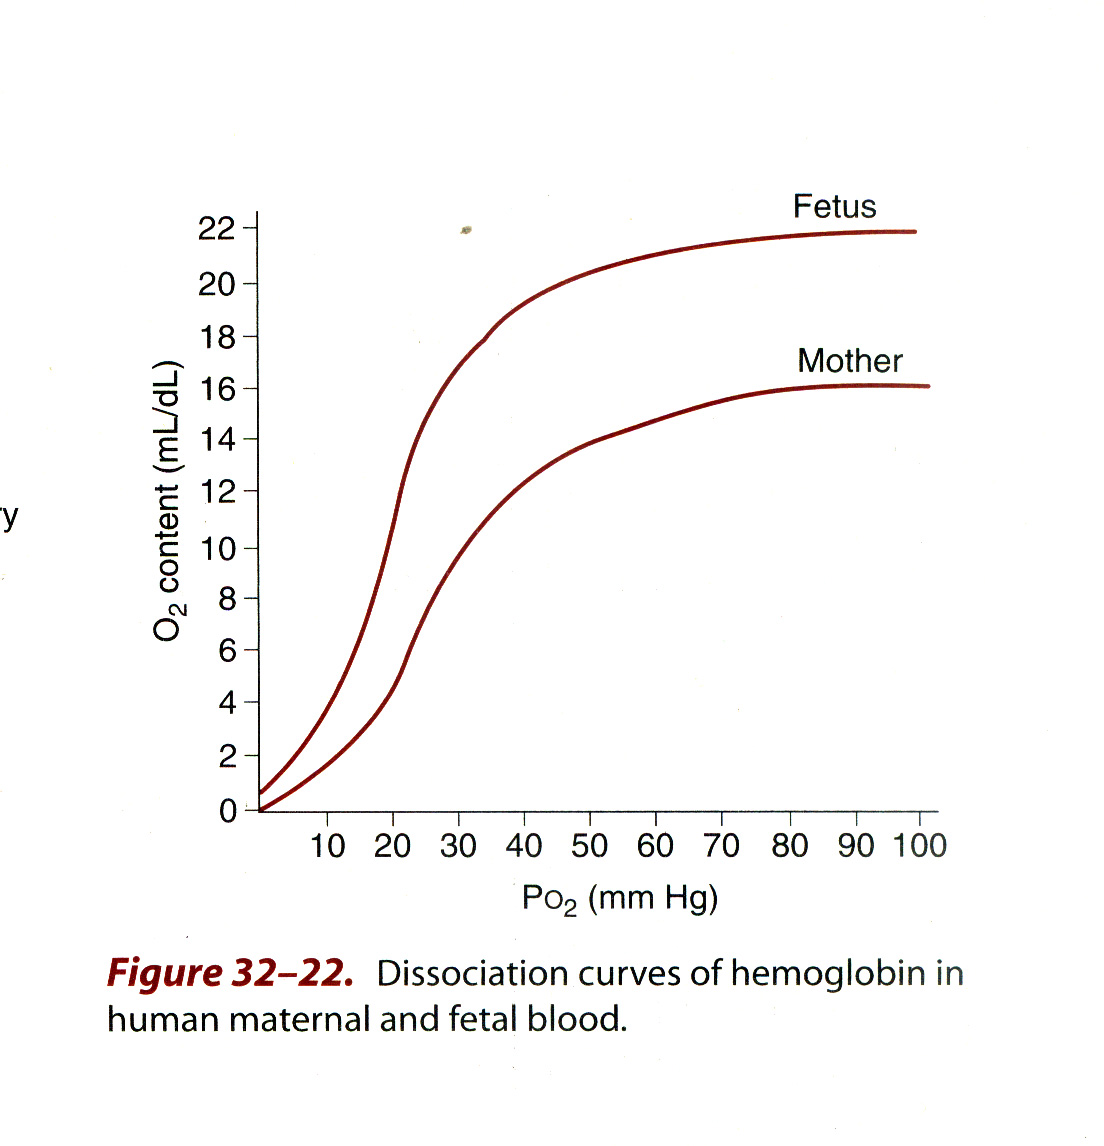 Fetus
22
20
18
Mother
16
14
12
10
8
6
4
2
0
O2 content (mL/dL)
y
10 20 30 40 50 60 70 80 90 100
PO2 (mm Hg)
Figure 32–22. Dissociation curves of hemoglobin in
human maternal and fetal blood.